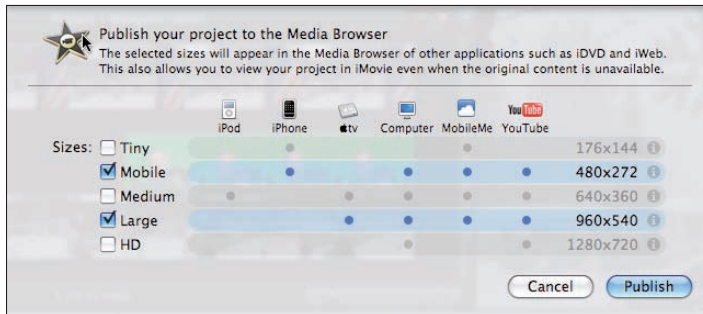 Publish your project to the Media Browser
The selected sizes will appear in the Media Browser of other applications such as iDVD and iWeb.
This also allows you to view your project in iMovie even when the original content is unavailable.
You Tube
iPod iPhone tv Computer MobileMe YouTube
Sizes: Tiny 176x144
Mobile 480x272
Medium 640x360
Large 960x540
HD 1280x720
Cancel Publish